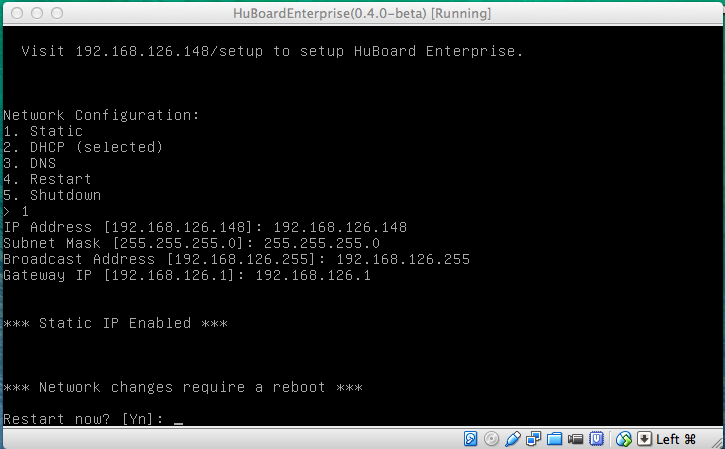 HuBoardEnterprise(0.4.0-beta) [Running]
Visit 192.168.126.148/setup to setup HuBoard Enterprise.
Network Configuration:
1. Static
2. DHCP (selected)
3. DNS
4. Restart
5. Shutdown
> 1
IP Address [192.168.126.148]: 192.168.126.148
Subnet Mask [255.255.255.0]: 255.255.255.0
Broadcast Address [192.168.126.255]: 192.168.126.255
Gateway IP [192.168.126.1]: 192.168.126.1
*** Static IP Enabled ***
*** Network changes require a reboot ***
Restart now? [Yn]: _
Left ⌘